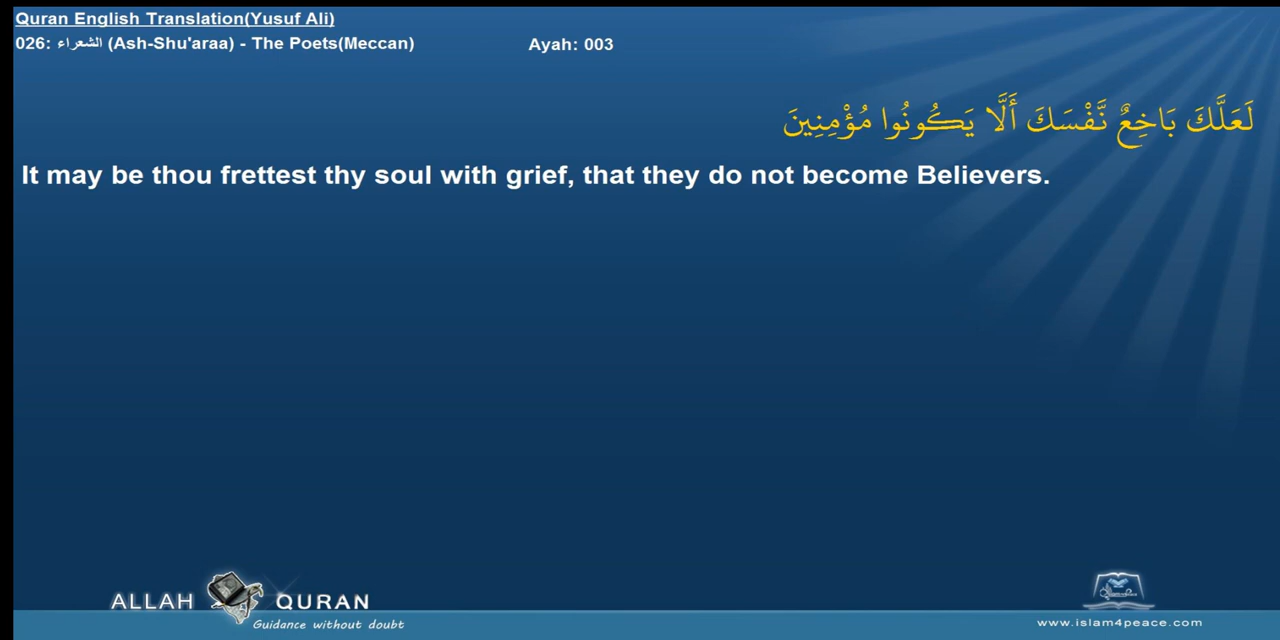 Quran English Translation(Yusuf Ali)
026: الشعراء (Ash-Shu'araa) - The Poets(Meccan) Ayah: 003
لَعَلَّكَ بَاخِعٌ نَّفْسَكَ أَلَّا يَكُونُوا مُؤْمِنِينَ
It may be thou frettest thy soul with grief, that they do not become Believers.
ALLAH QURAN
Guidance without doubt
www.islam4peace.com